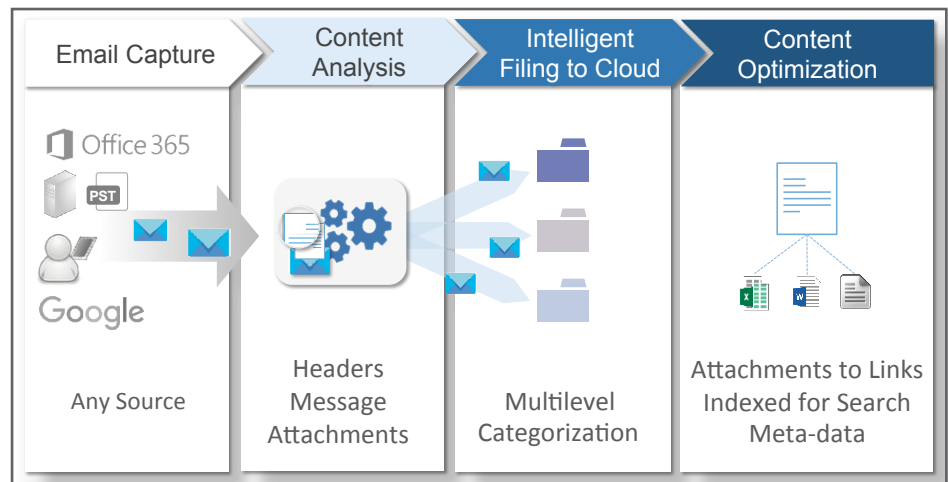 Email Capture
Content
Analysis
Intelligent
Filing to Cloud
Content
Optimization
Office 365
PST
Google
Any Source
Headers
Message
Attachments
Multilevel
Categorization
X
W
Attachments to Links
Indexed for Search
Meta-data